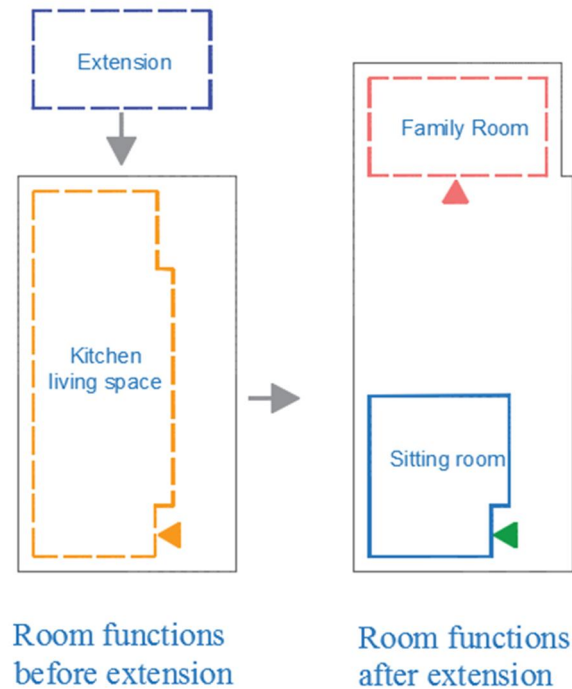 Extension
Family Room
Kitchen
living space
Sitting room
Room functions
before extension
Room functions
after extension